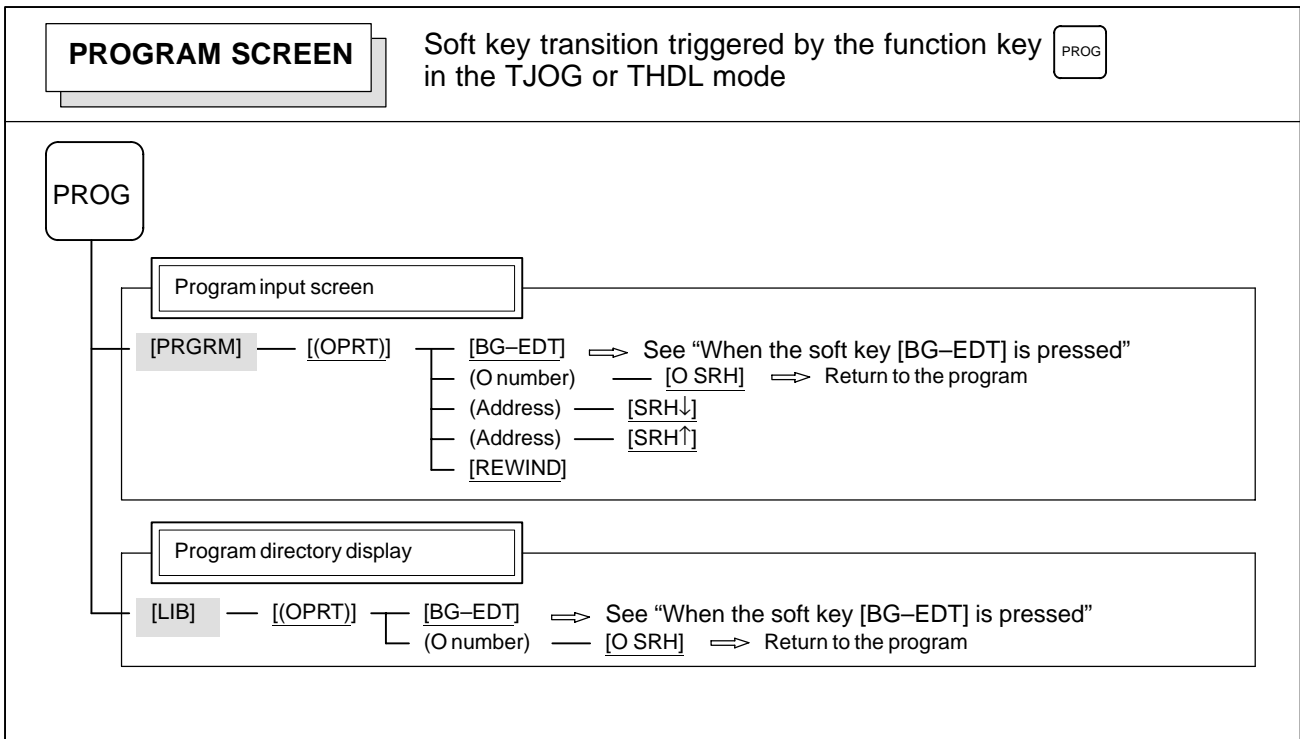 PROGRAM SCREEN
Soft key transition triggered by the function key PROG
in the TJOG or THDL mode
PROG
Program input screen
[PRGRM] [(OPRT)] [BG–EDT] See “When the soft key [BG–EDT] is pressed”
(O number) [O SRH] Return to the program
(Address) [SRH↓]
(Address) [SRH↑]
[REWIND]
Program directory display
[LIB] [(OPRT)] [BG–EDT] See “When the soft key [BG–EDT] is pressed”
(O number) [O SRH] Return to the program